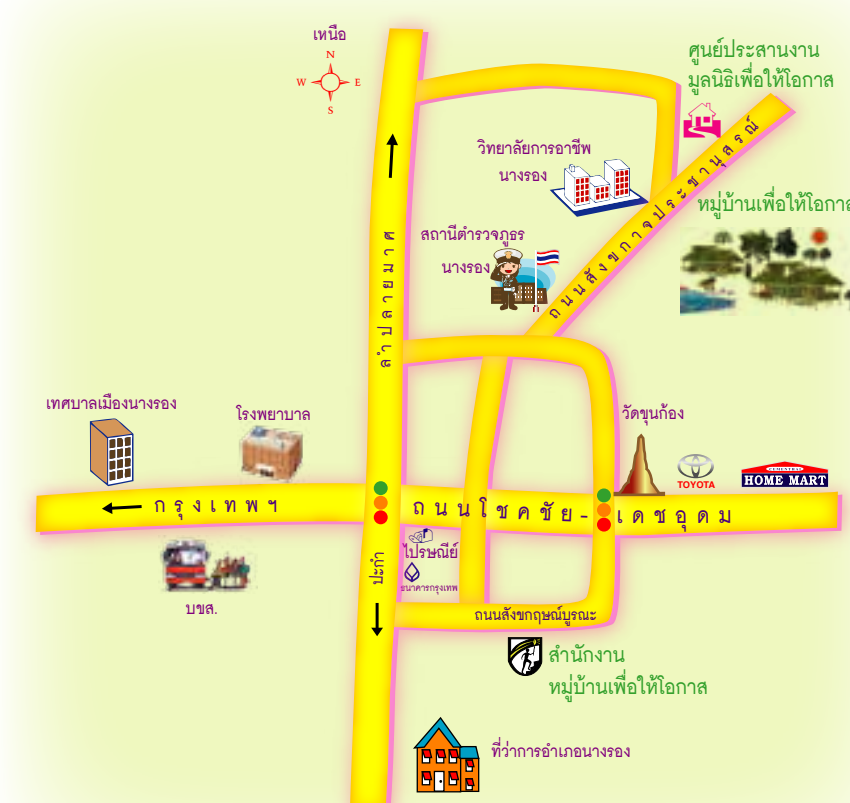 เหนือ
N
W E
S
ศูนย์ประสานงาน
มูลนิธิเพื่อให้โอกาส
วิทยาลัยการอาชีพ
นางรอง
ถนนสังขกาจประชานุสรณ์
หมู่บ้านเพื่อให้โอกาส
สถานีตำรวจภูธร
นางรอง
ลำปลายมาศ
เทศบาลเมืองนางรอง
โรงพยาบาล
วัดขุนก้อง
TOYOTA
CEMENTHAI
HOME MART
กรุงเทพฯ
ถนนโชคชัย-เดชอุดม
ไปรษณีย์
ธนาคารกรุงเทพ
ปะคำ
บขส.
ถนนสังขกฤษณ์บูรณะ
สำนักงาน
หมู่บ้านเพื่อให้โอกาส
ที่ว่าการอำเภอนางรอง